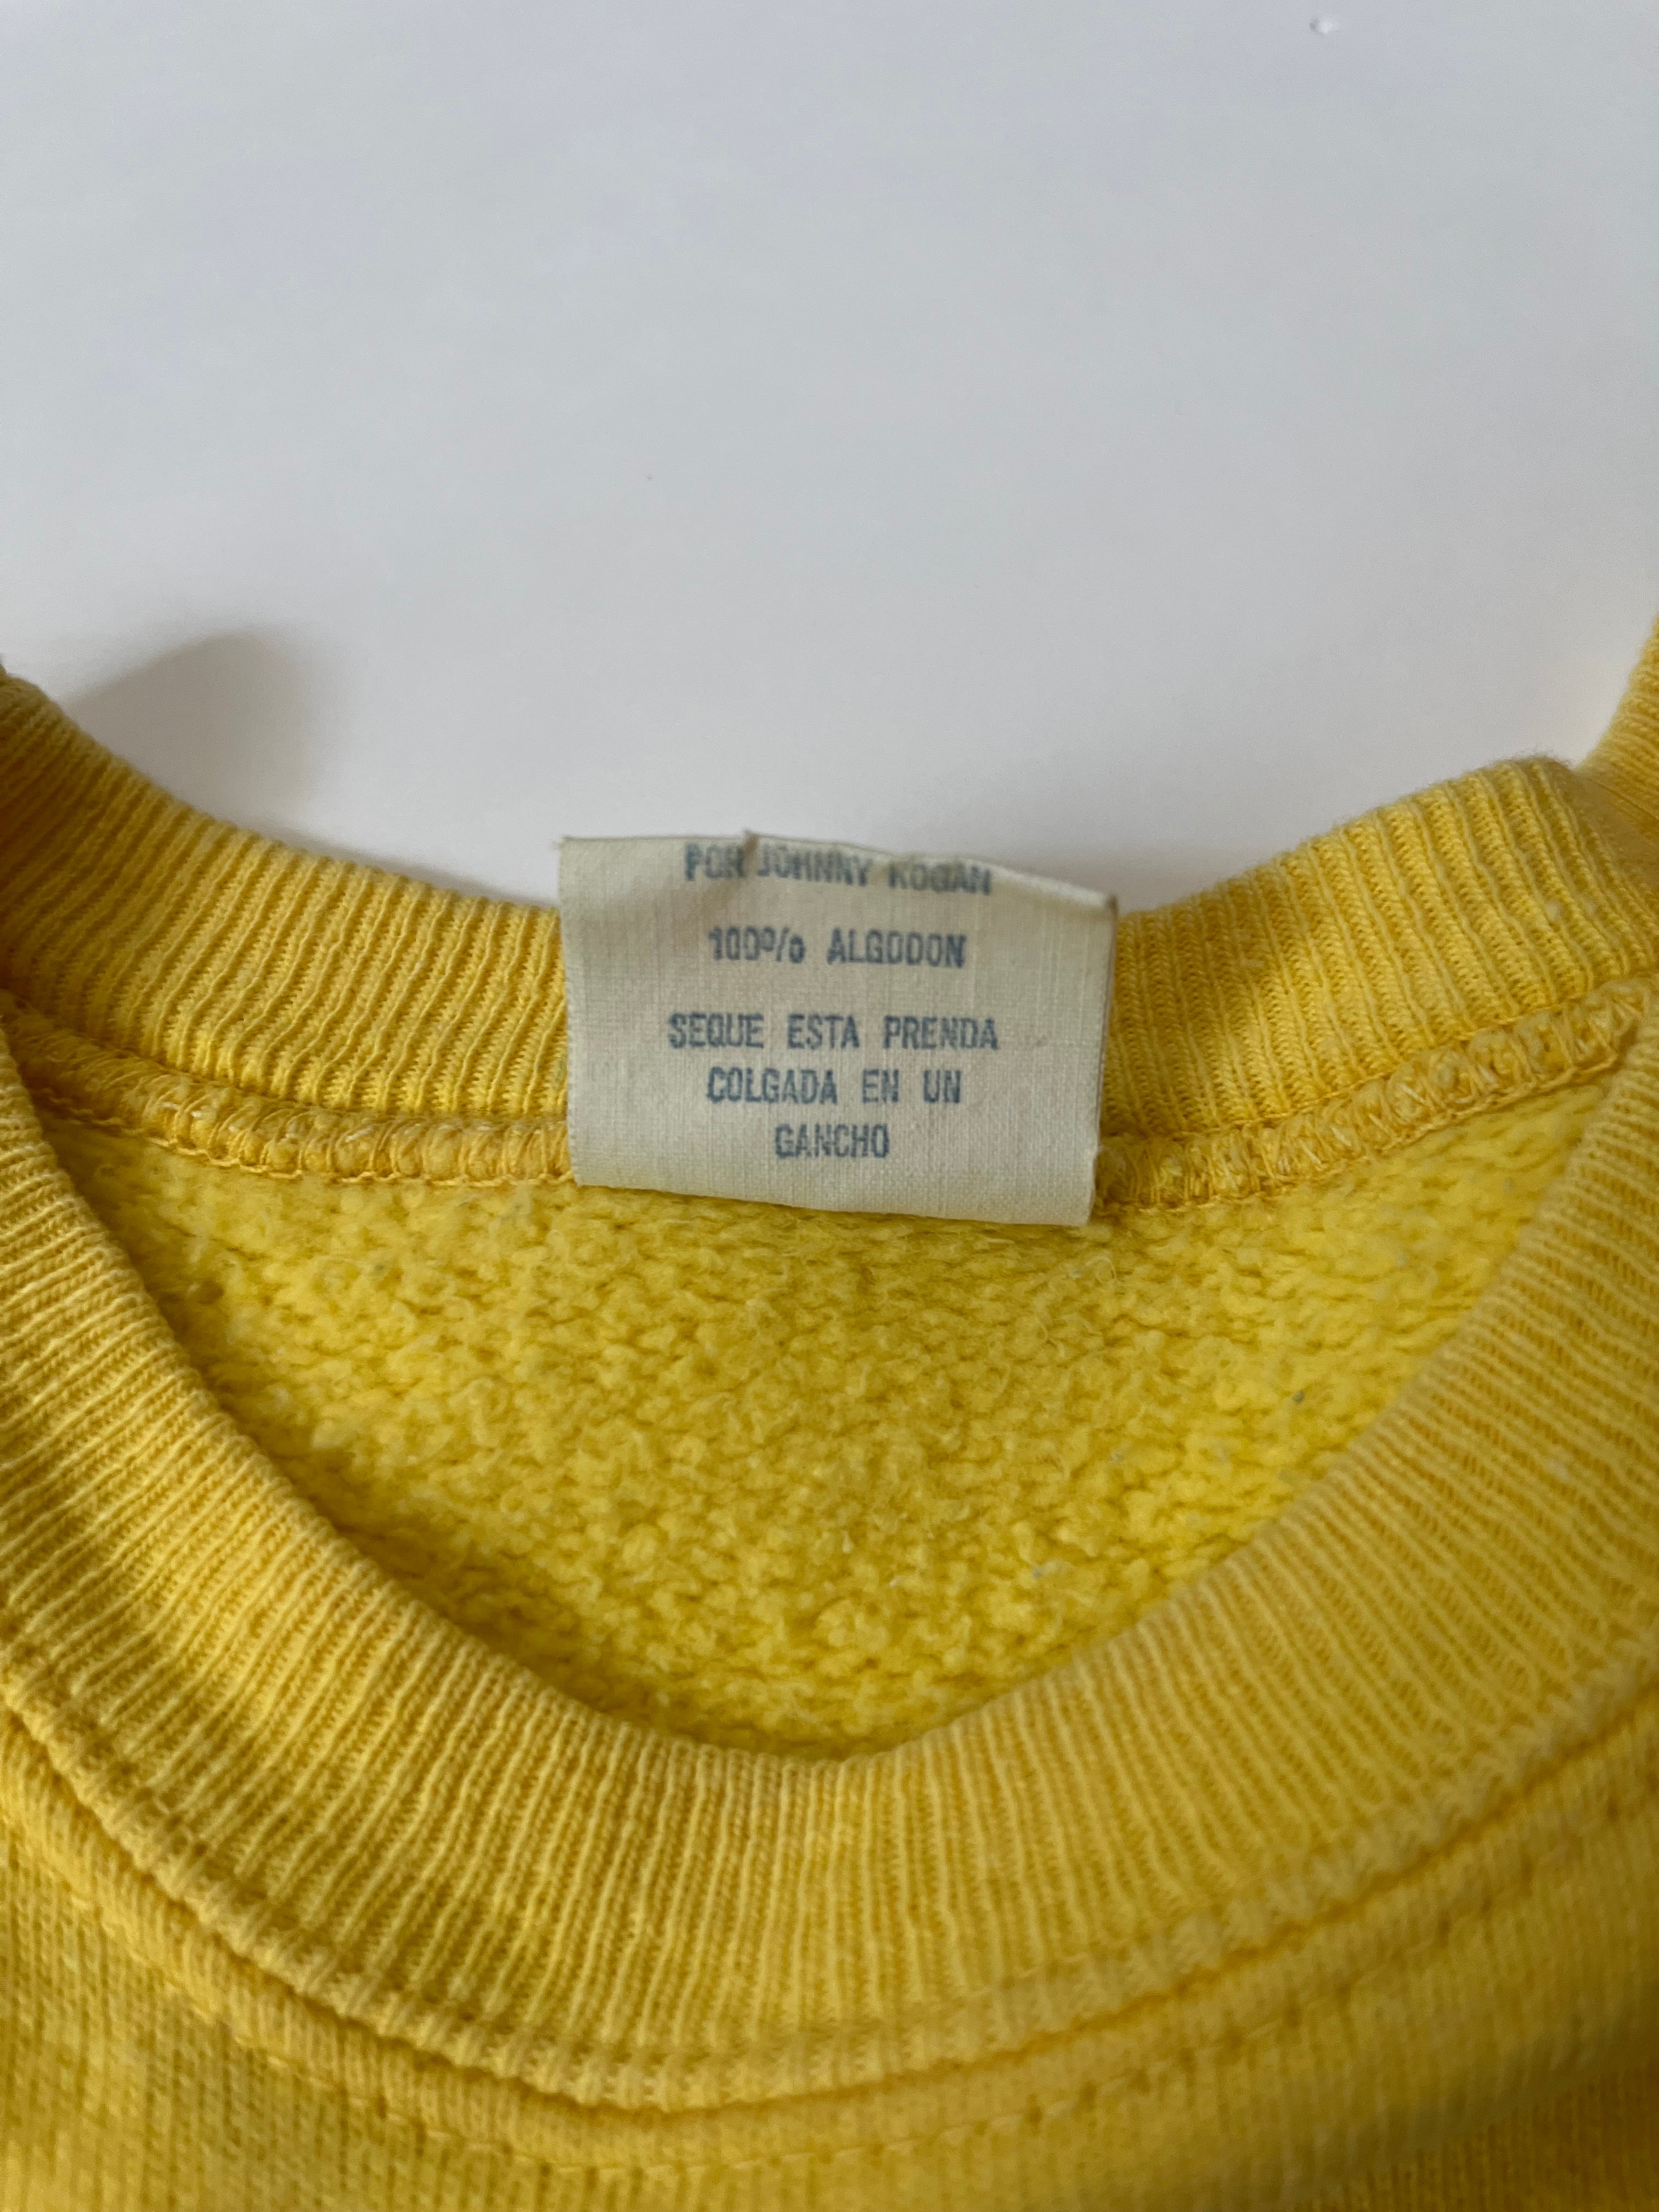 POR JOHNNY KOGAN
100% ALGODON
SEQUE ESTA PRENDA
COLGADA EN UN
GANCHO